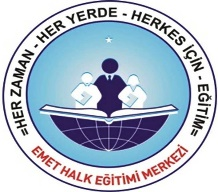 =HER ZAMAN - HER YERDE - HERKES İÇİN - EĞİTİM=
EMET HALK EĞİTİMİ MERKEZİ